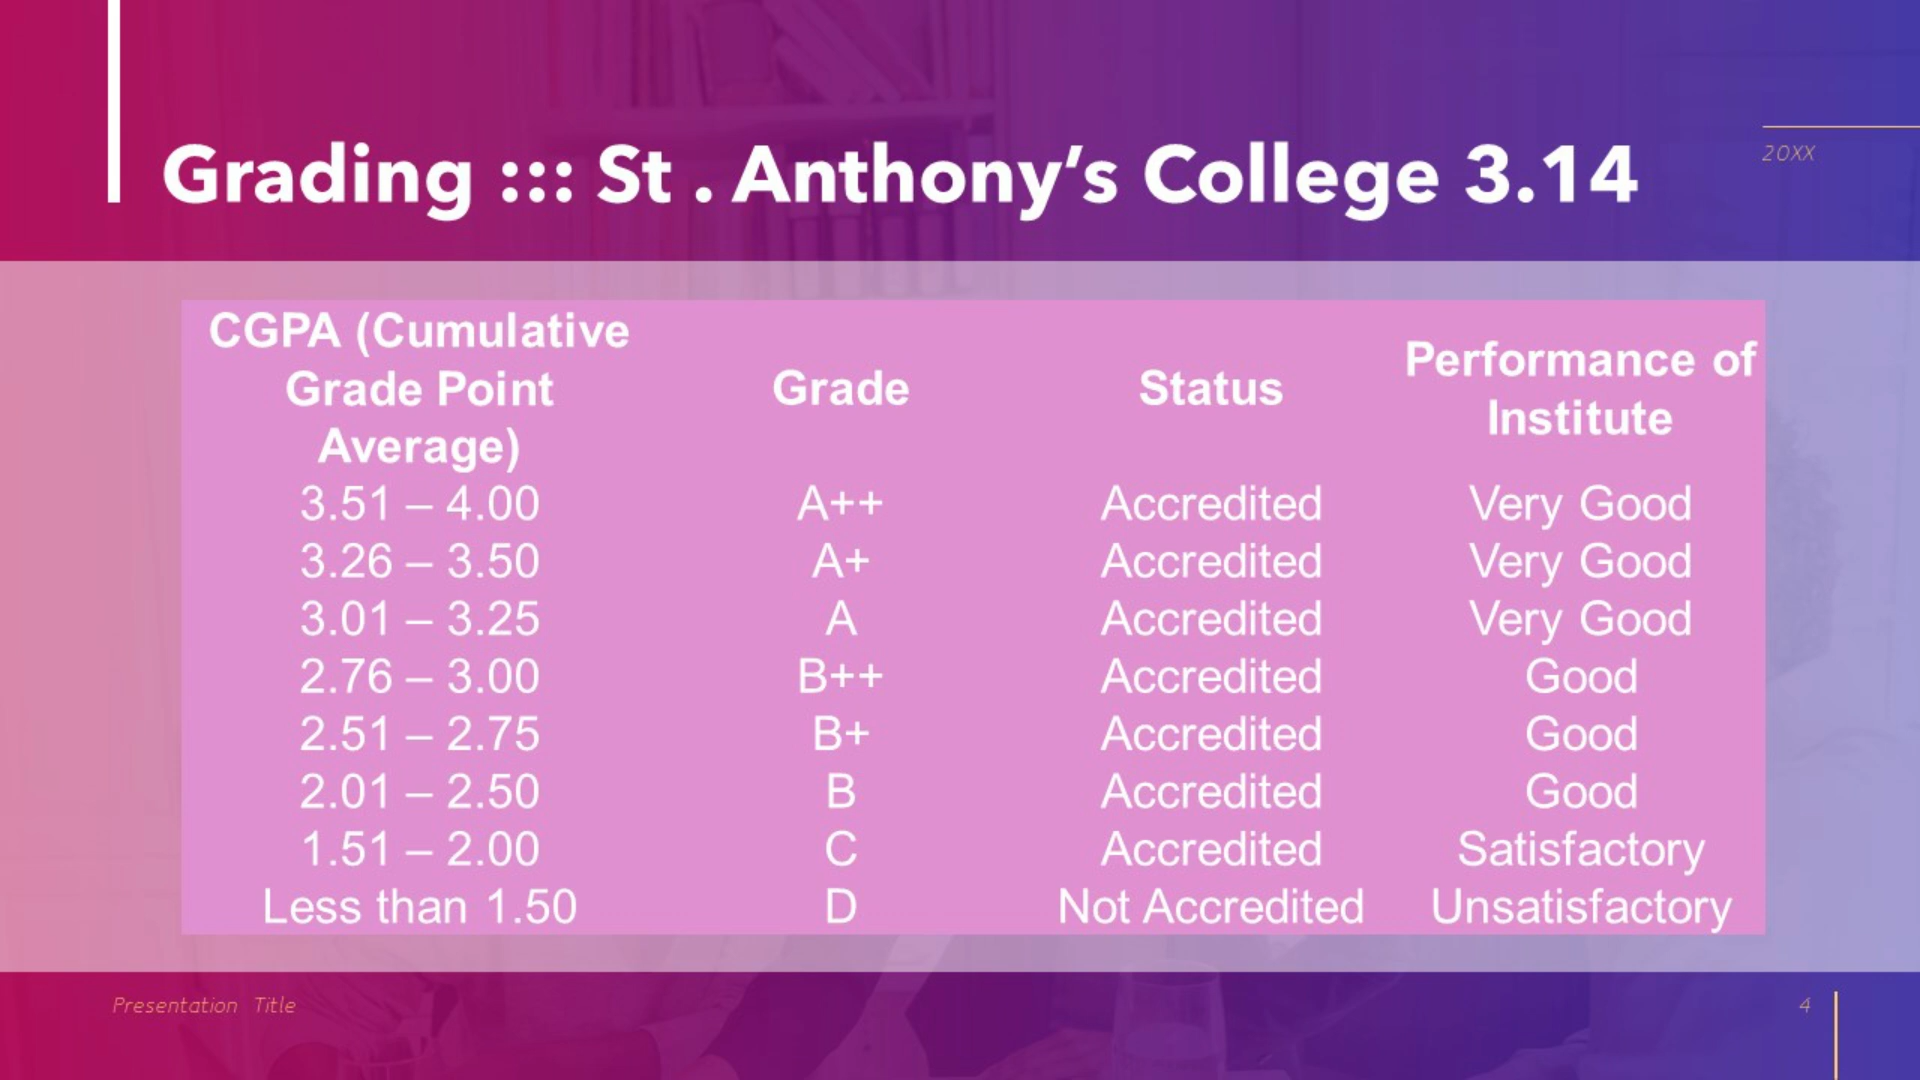 Grading ::: St . Anthony’s College 3.14
20XX
CGPA (Cumulative
Grade Point
Average)
Grade
Status
Performance of
Institute
3.51 – 4.00 A++ Accredited Very Good
3.26 – 3.50 A+ Accredited Very Good
3.01 – 3.25 A Accredited Very Good
2.76 – 3.00 B++ Accredited Good
2.51 – 2.75 B+ Accredited Good
2.01 – 2.50 B Accredited Good
1.51 – 2.00 C Accredited Satisfactory
Less than 1.50 D Not Accredited Unsatisfactory
Presentation Title
4